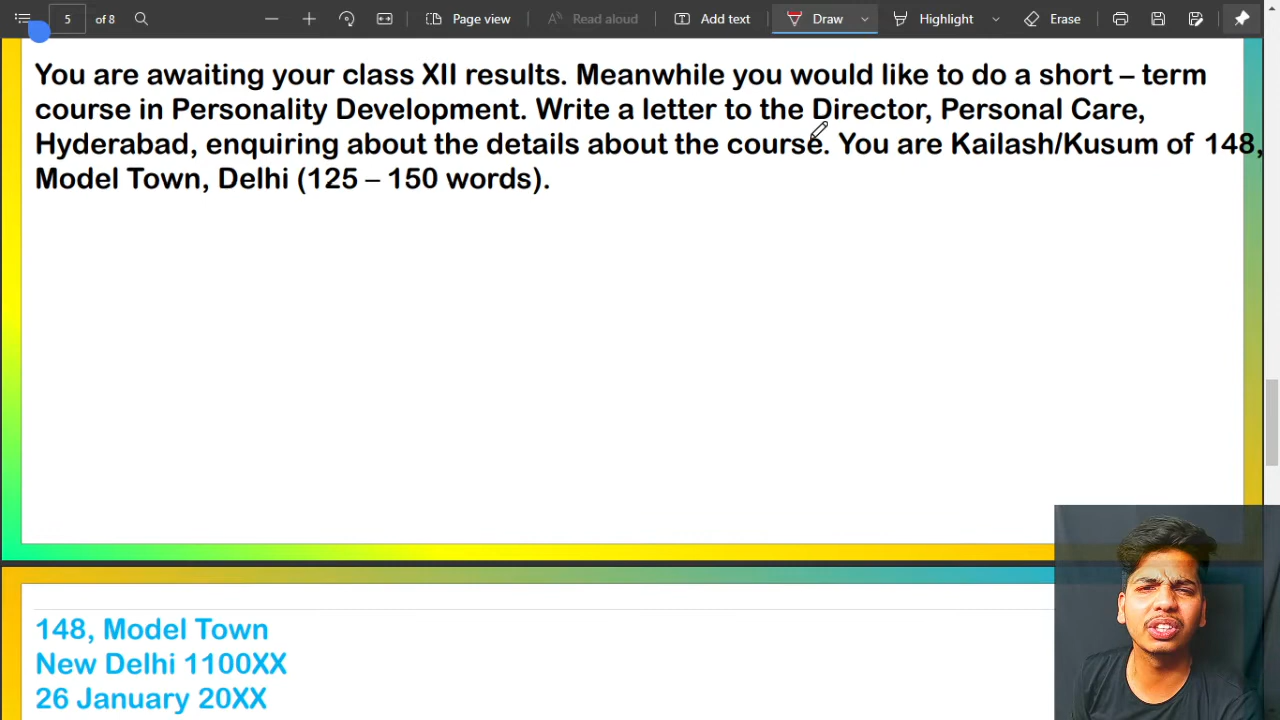 5 of 8 Page view Read aloud Add text Draw Highlight Erase
You are awaiting your class XII results. Meanwhile you would like to do a short – term
course in Personality Development. Write a letter to the Director, Personal Care,
Hyderabad, enquiring about the details about the course. You are Kailash/Kusum of 148,
Model Town, Delhi (125 – 150 words).
148, Model Town
New Delhi 1100XX
26 January 20XX